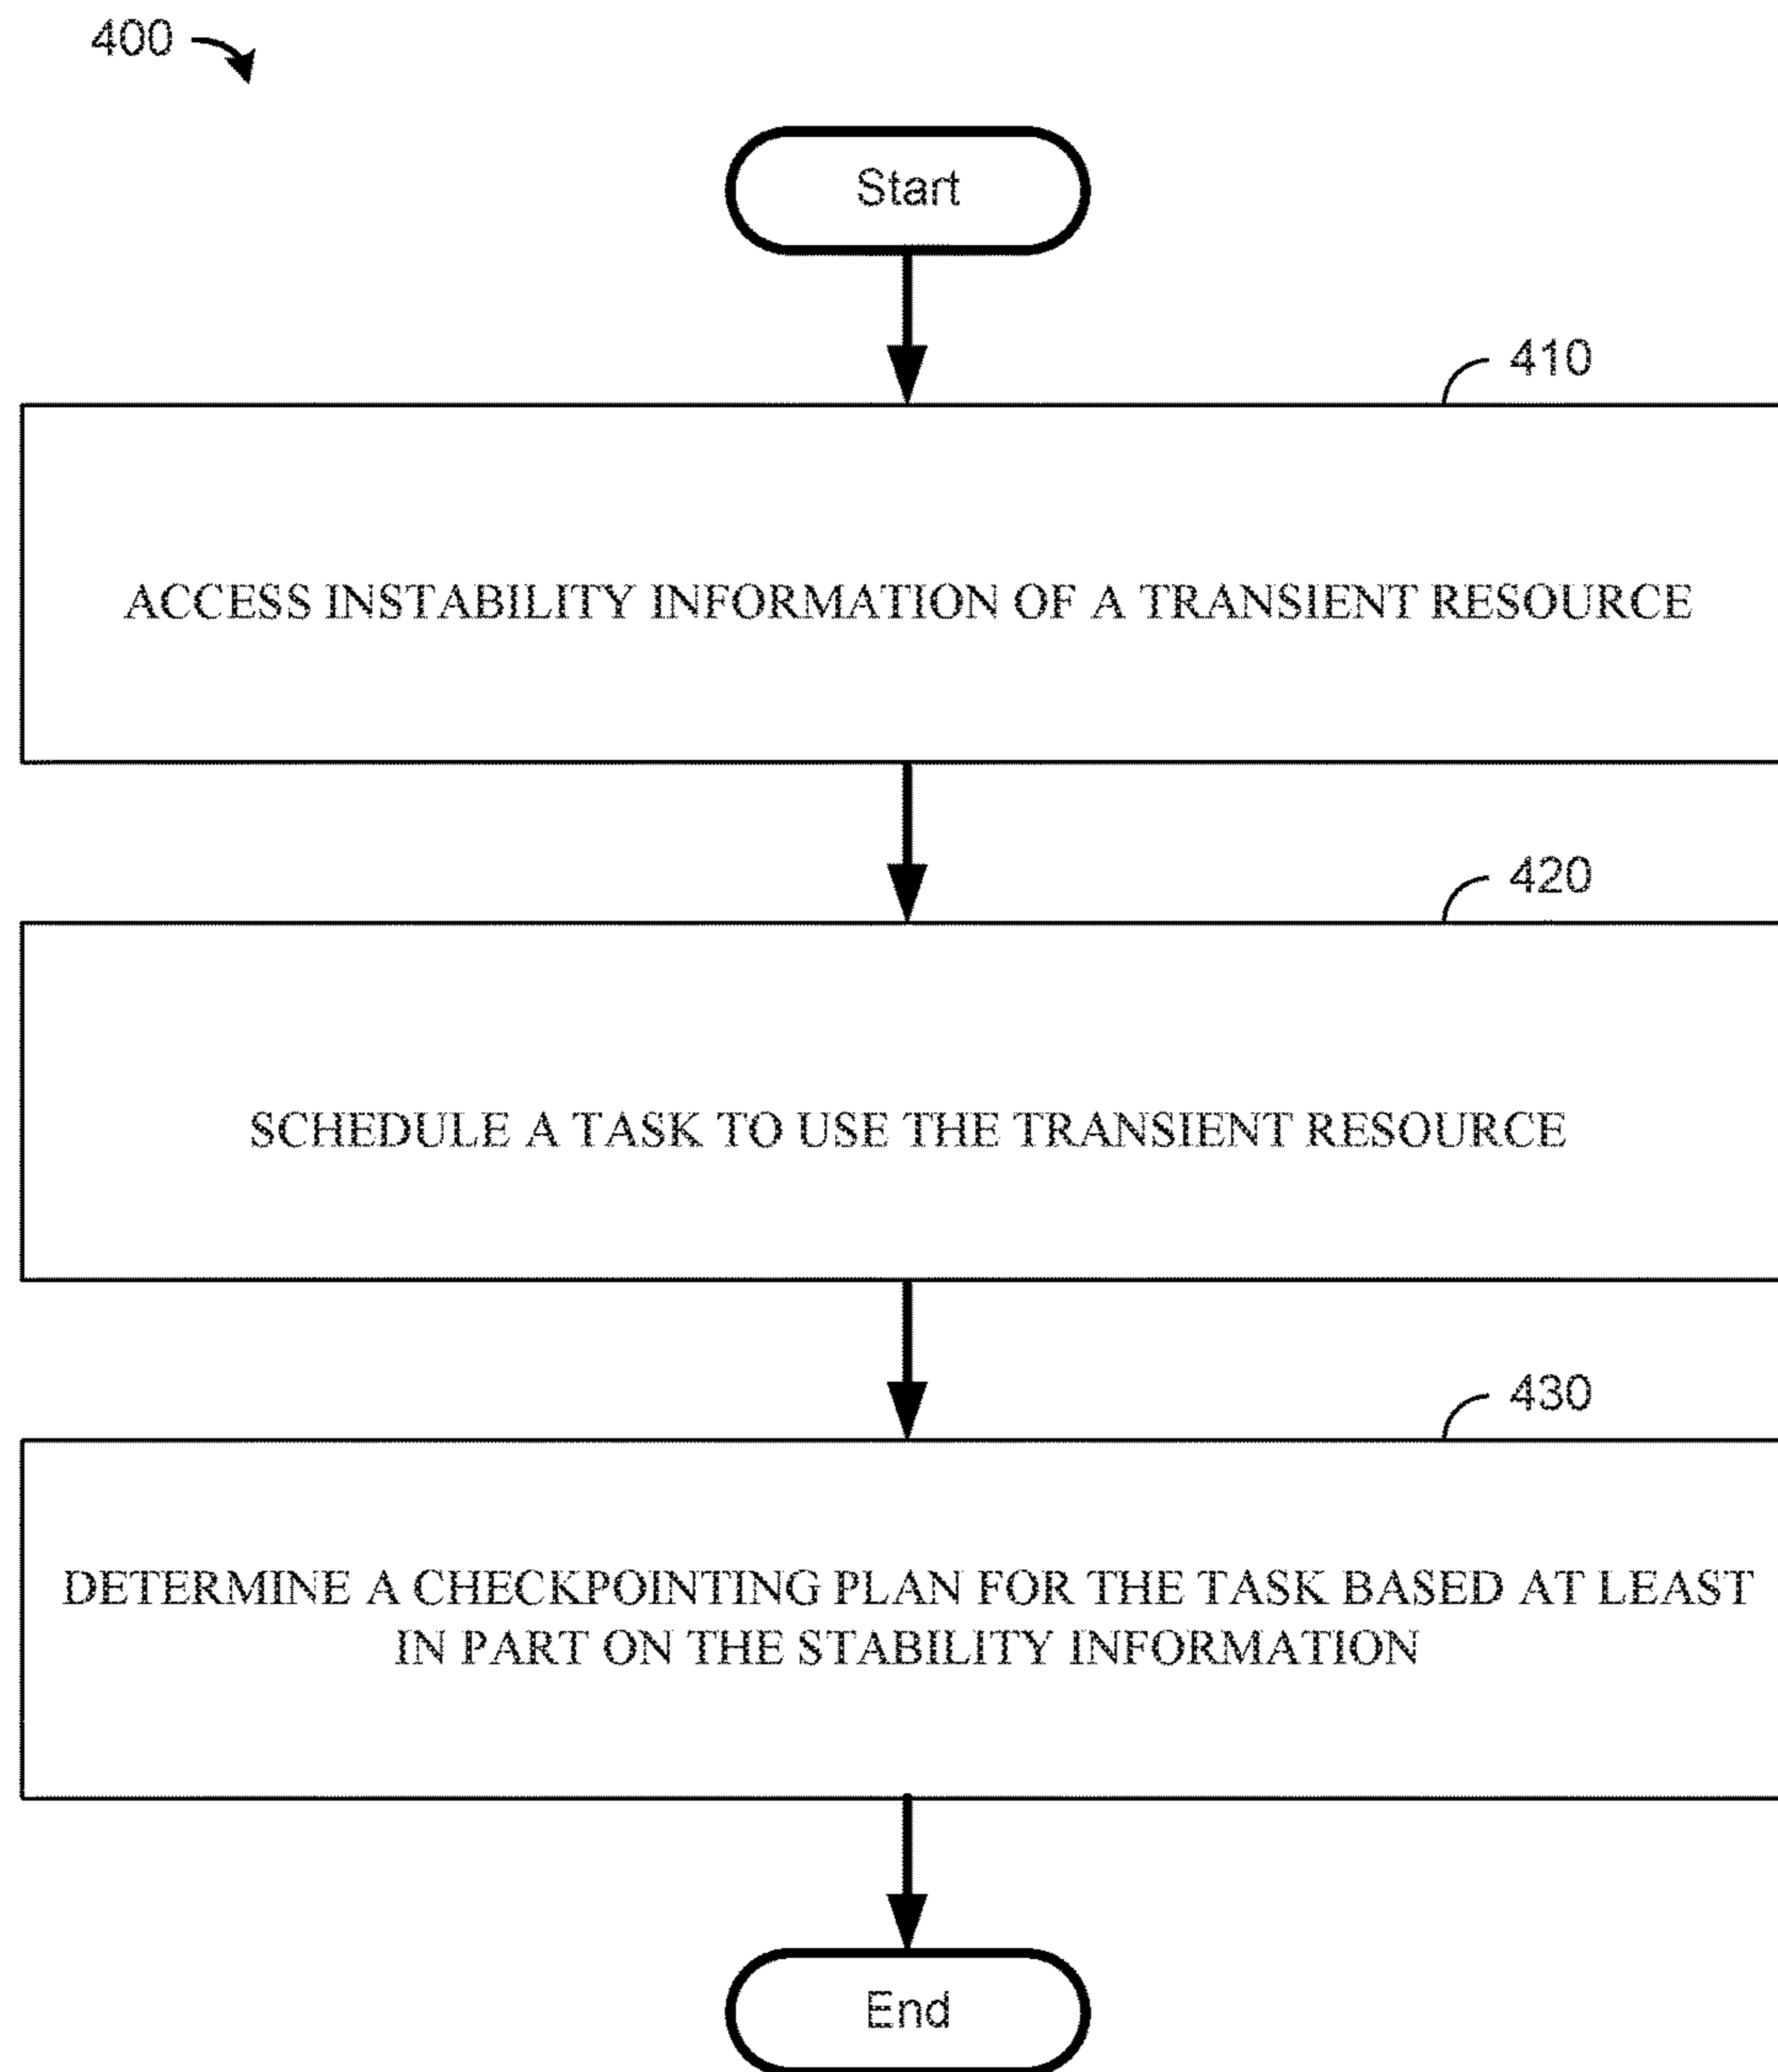 400
Start
410
ACCESS INSTABILITY INFORMATION OF A TRANSIENT RESOURCE
420
SCHEDULE A TASK TO USE THE TRANSIENT RESOURCE
430
DETERMINE A CHECKPOINTING PLAN FOR THE TASK BASED AT LEAST
IN PART ON THE STABILITY INFORMATION
End